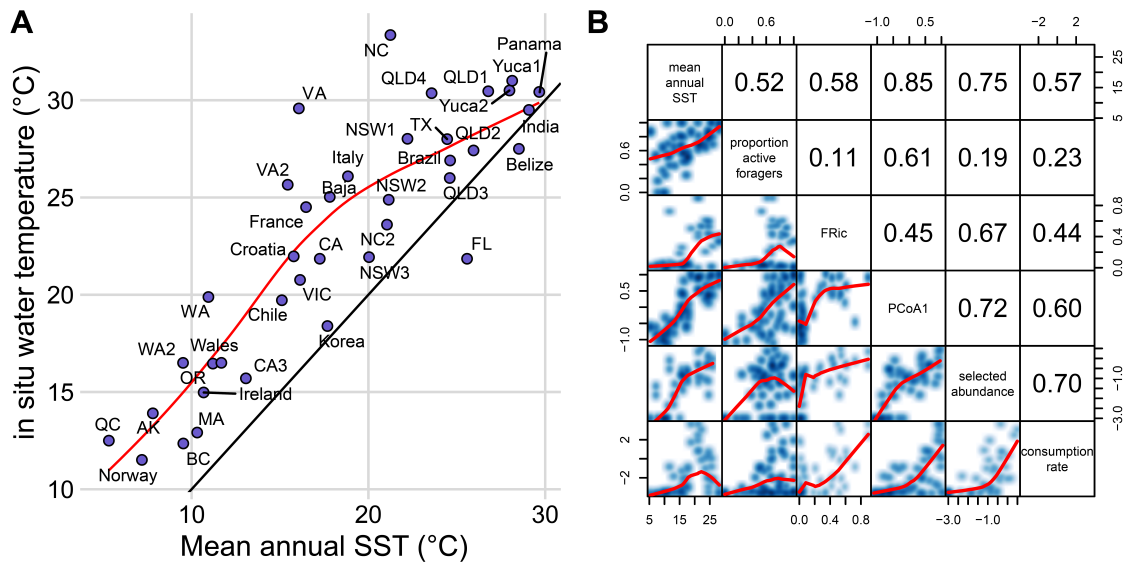 A
in situ water temperature (°C)
30
25
20
15
10
10
20
30
Mean annual SST (°C)
NC
Panama
QLD4
QLD1
Yuca1
Yuca2
VA
NSW1
TX
QLD2
India
Italy
Brazil
Belize
VA2
Baja
NSW2
QLD3
France
Croatia
CA
NC2
FL
NSW3
WA
VIC
Chile
Korea
WA2
Wales
CA3
OR
Ireland
QC
AK
MA
BC
Norway
B
0.0 0.6
−1.0 0.5
−2 2
mean
annual
SST
0.52
0.58
0.85
0.75
0.57
5 15 25
0.0 0.6
proportion
active
foragers
0.11
0.61
0.19
0.23
FRic
0.45
0.67
0.44
0.0 0.4 0.8
−1.0 0.5
PCoA1
0.72
0.60
selected
abundance
0.70
−3.0 −1.0
−2 2
consumption
rate
5 15 25
0.0 0.4 0.8
−3.0 −1.0